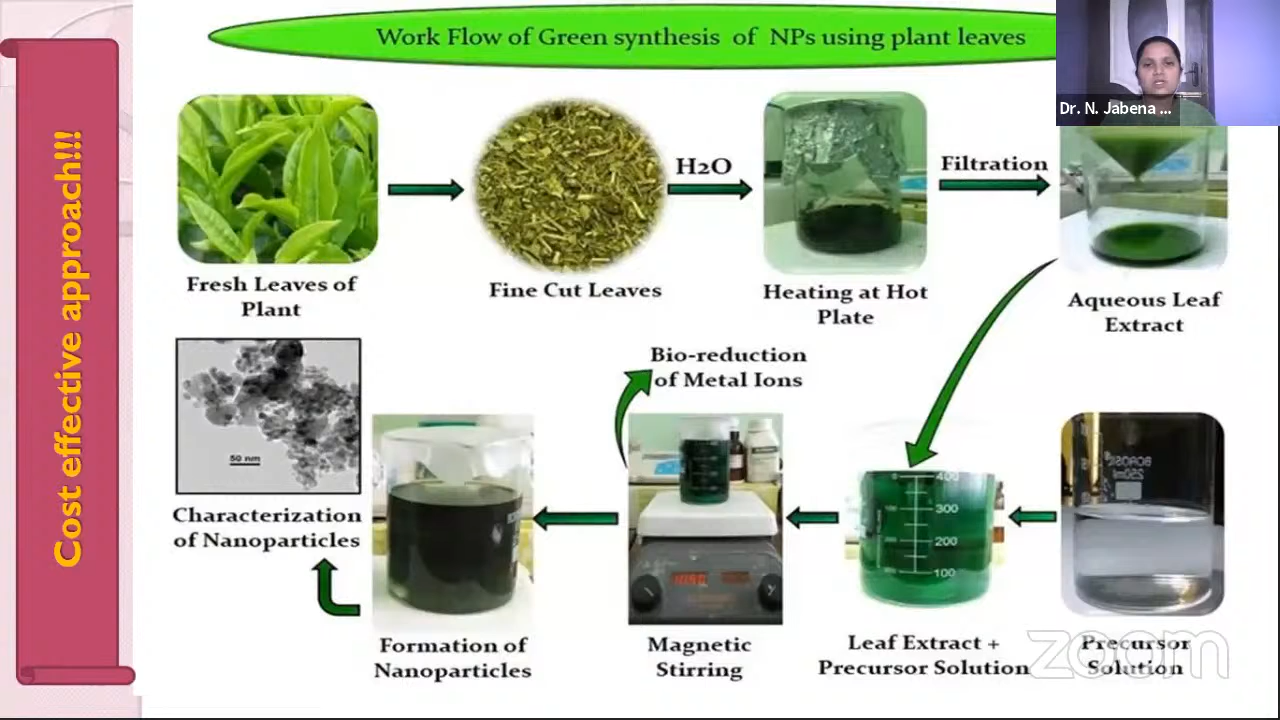 Cost effective approach!!!
Work Flow of Green synthesis of NPs using plant leaves
Dr. N. Jabena ...
H2O
Filtration
Fresh Leaves of
Plant
Fine Cut Leaves
Heating at Hot
Plate
Aqueous Leaf
Extract
Bio-reduction
of Metal Ions
50 nm
400
300
200
100
250ml
Characterization
of Nanoparticles
Formation of
Nanoparticles
Magnetic
Stirring
Leaf Extract +
Precursor Solution
Precursor
Solution
zoom